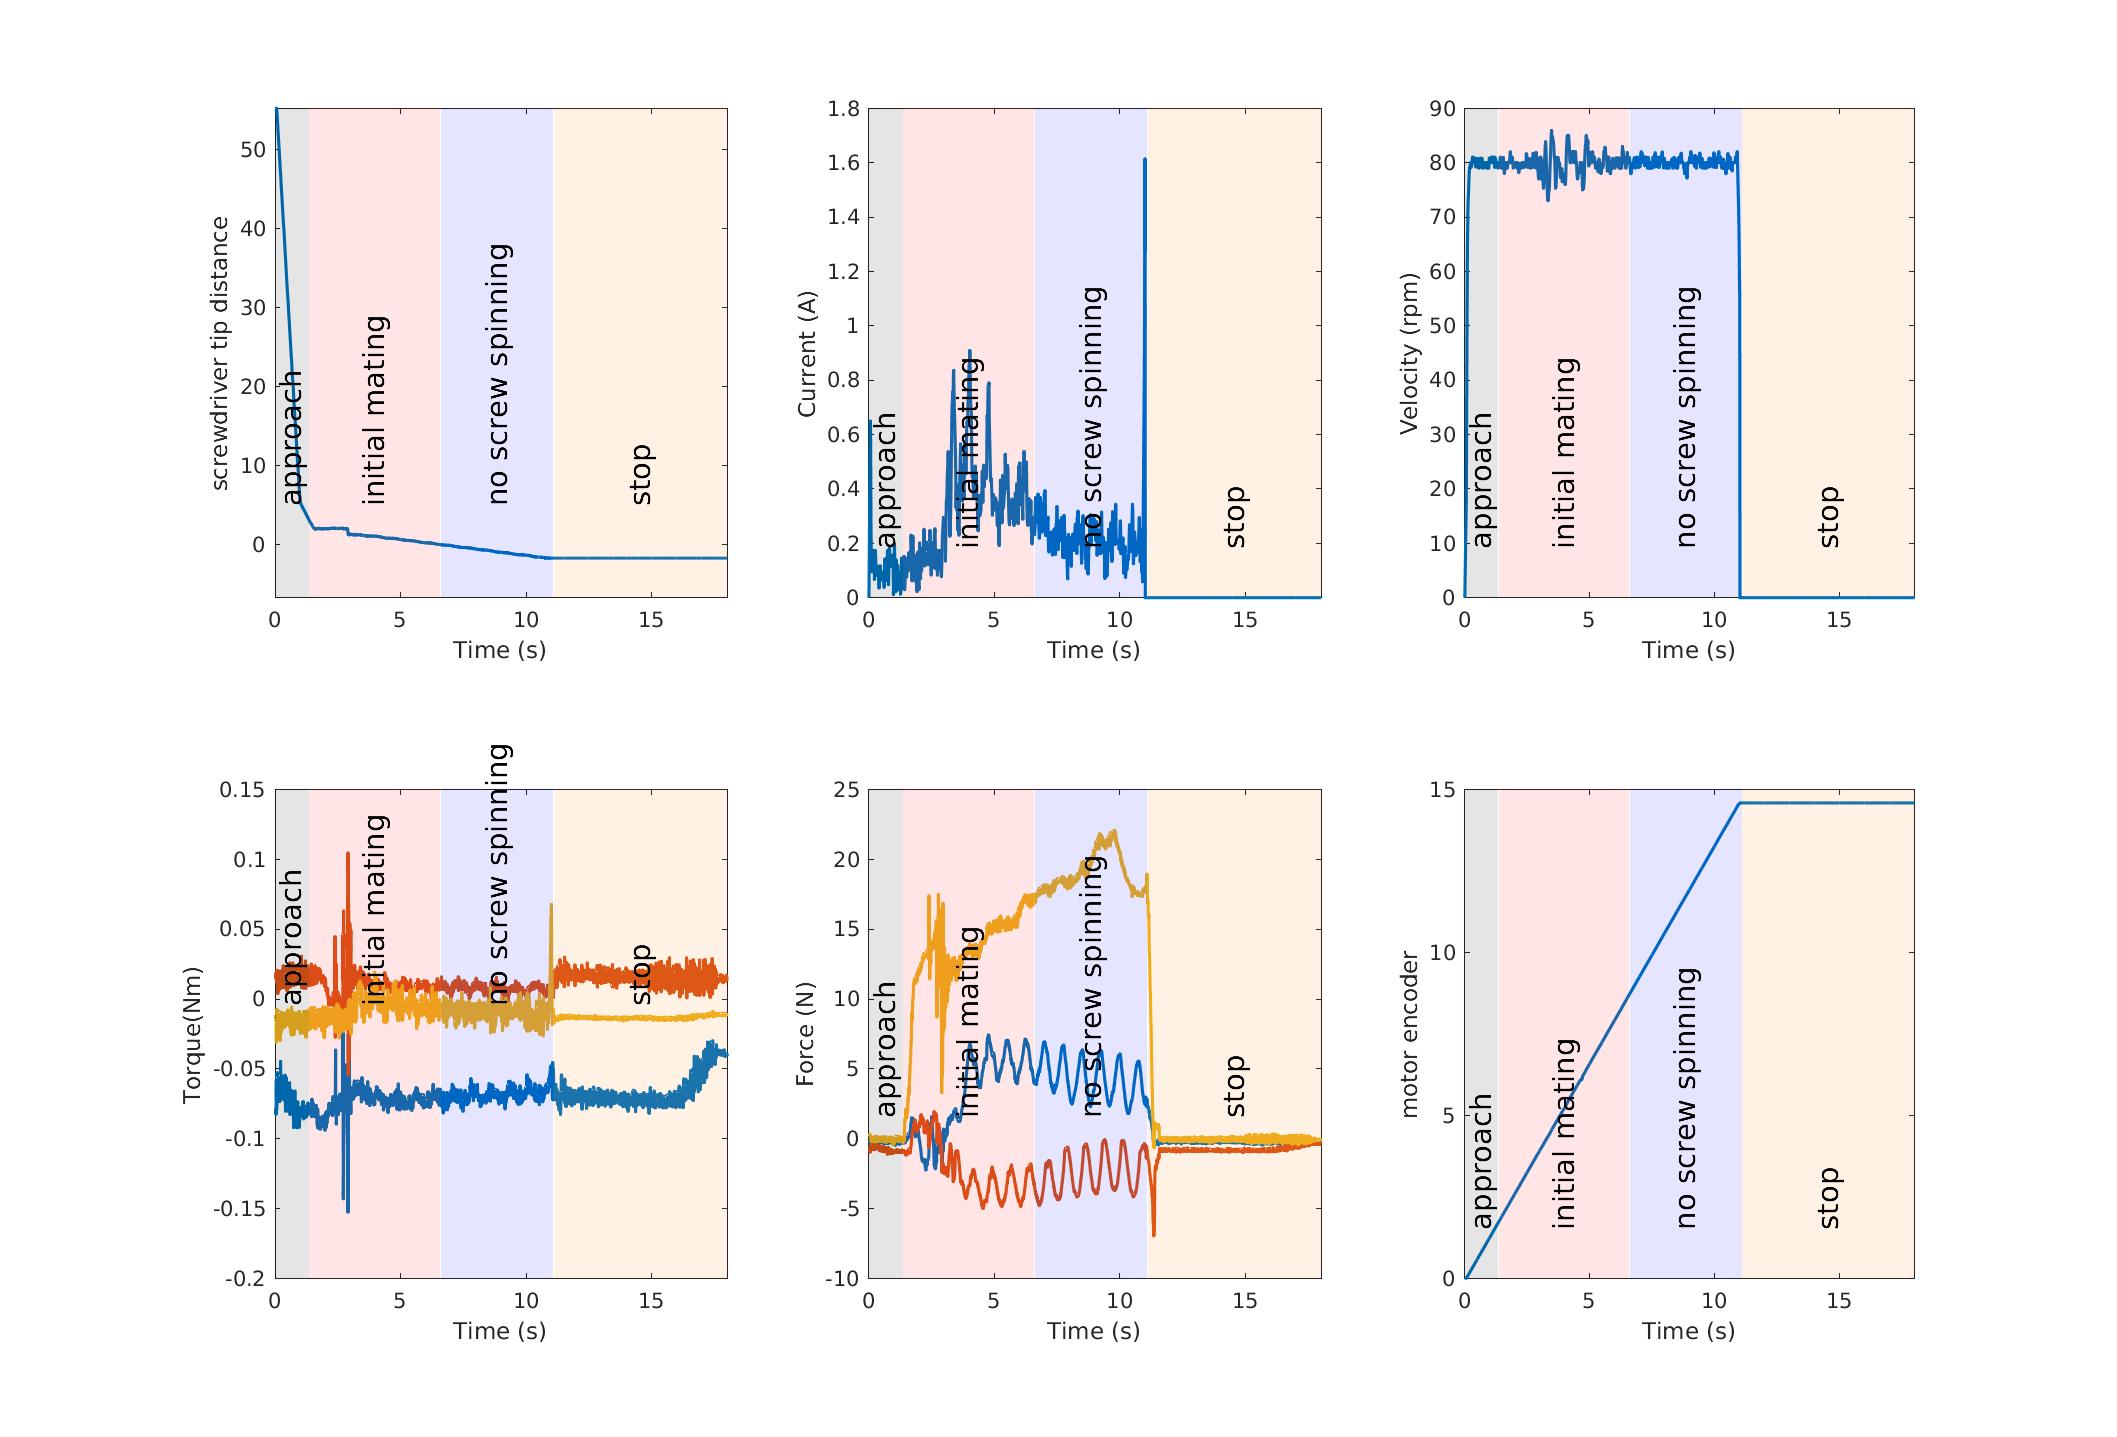 screwdriver tip distance
50
40
30
20
10
0
approach
initial mating
no screw spinning
stop
0 5 10 15
Time (s)
Current (A)
1.8
1.6
1.4
1.2
1
0.8
0.6
0.4
0.2
0
approach
initial mating
no screw spinning
stop
0 5 10 15
Time (s)
Velocity (rpm)
90
80
70
60
50
40
30
20
10
0
approach
initial mating
no screw spinning
stop
0 5 10 15
Time (s)
Torque(Nm)
0.15
0.1
0.05
0
-0.05
-0.1
-0.15
-0.2
approach
initial mating
no screw spinning
stop
0 5 10 15
Time (s)
Force (N)
25
20
15
10
5
0
-5
-10
approach
initial mating
no screw spinning
stop
0 5 10 15
Time (s)
motor encoder
15
10
5
0
approach
initial mating
no screw spinning
stop
0 5 10 15
Time (s)